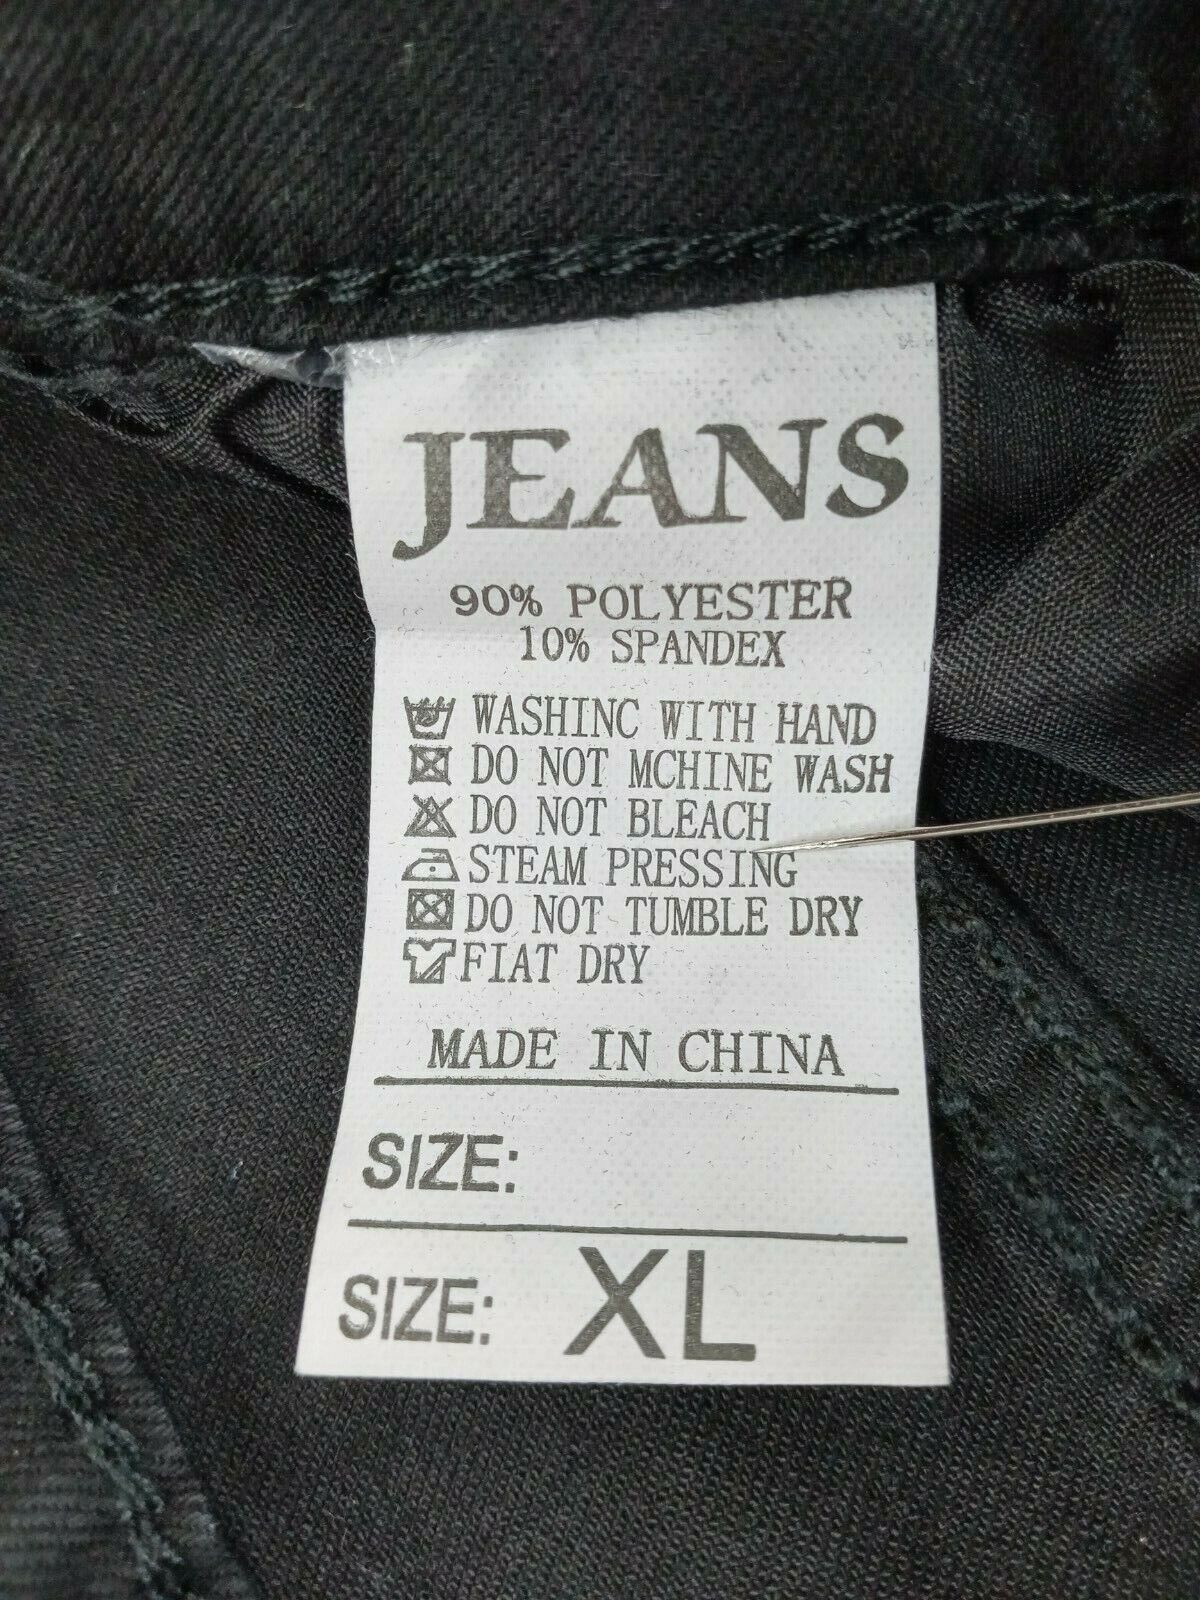 JEANS
90% POLYESTER
10% SPANDEX
WASHINC WITH HAND
DO NOT MCHINE WASH
DO NOT BLEACH
STEAM PRESSING
DO NOT TUMBLE DRY
FIAT DRY
MADE IN CHINA
SIZE:
SIZE: XL